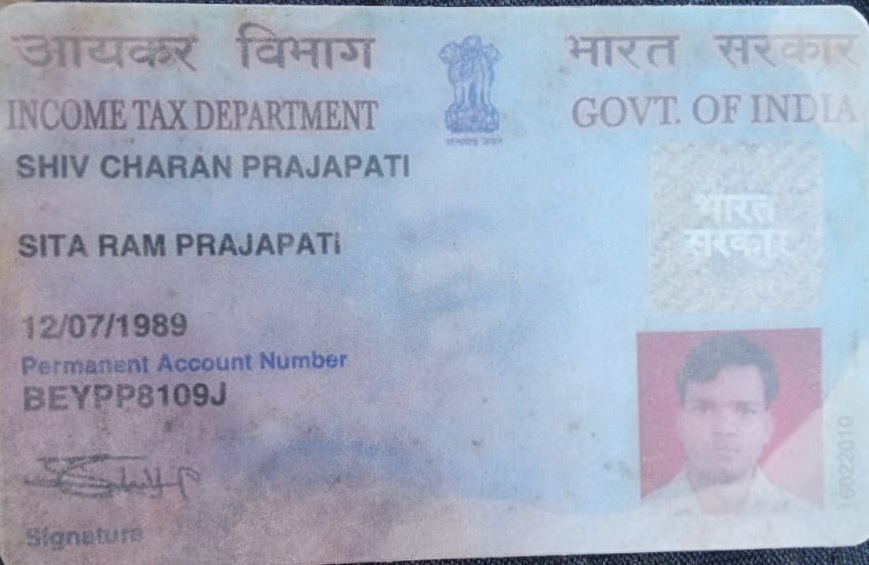 आयकर विभाग
भारत सरकार
INCOME TAX DEPARTMENT
GOVT. OF INDIA
सत्यमेव जयते
SHIV CHARAN PRAJAPATI
भारत
सरकार
SITA RAM PRAJAPATI
12/07/1989
Permanent Account Number
BEYPP8109J
16022010
Signature